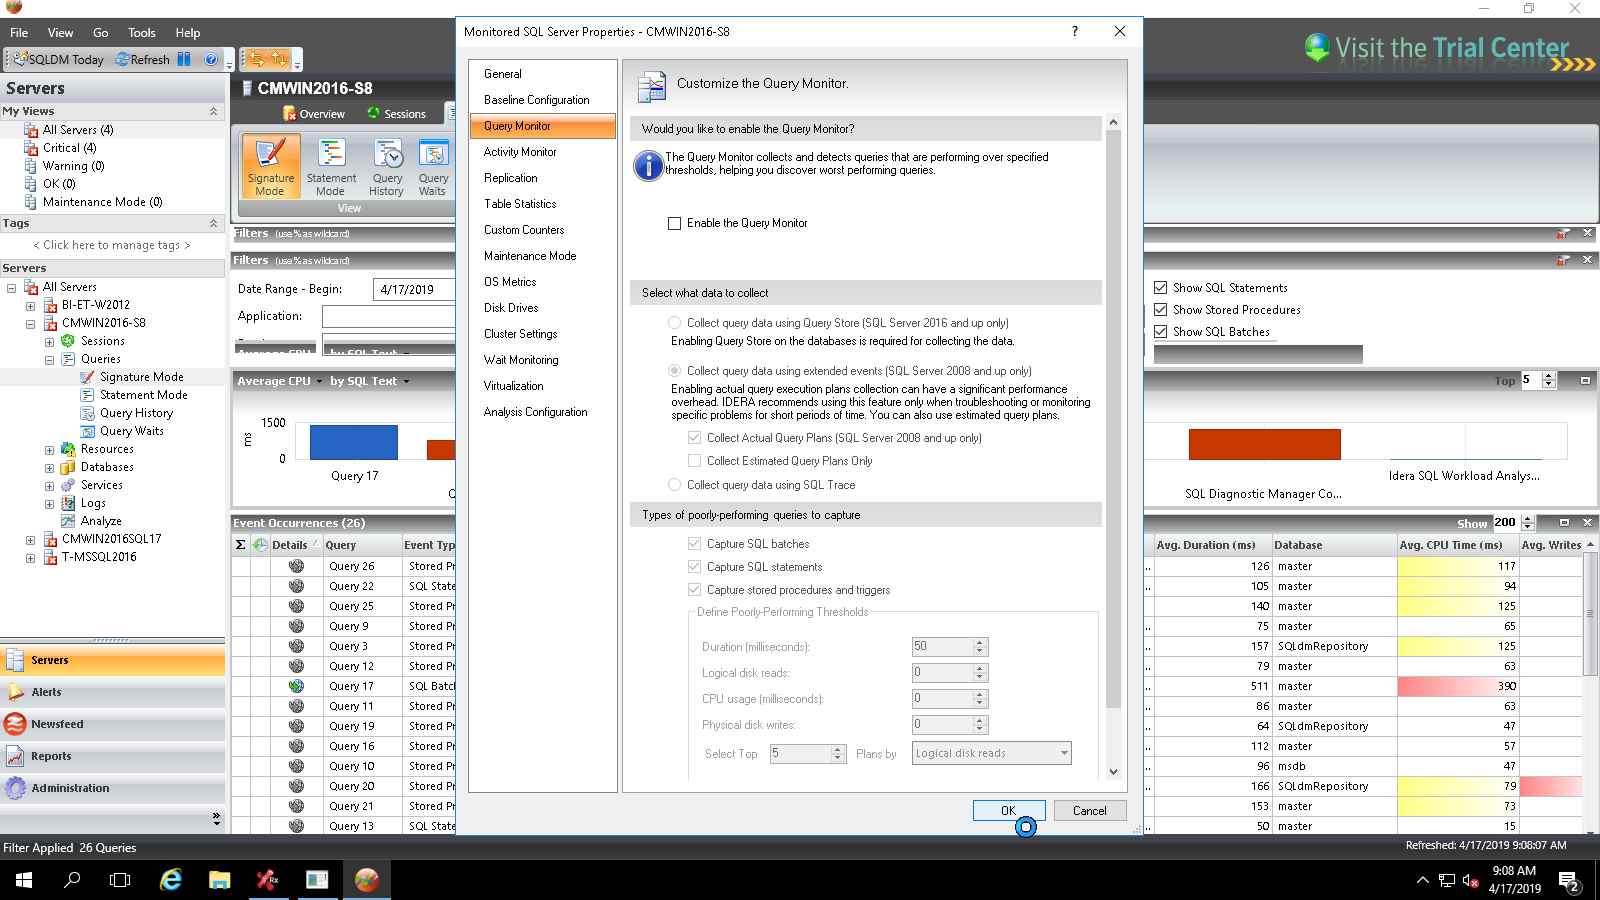 Monitored SQL Server Properties - CMWIN2016-S8
?
File View Go Tools Help
SQLDM Today Refresh
Visit the Trial Center
Servers
My Views
All Servers (4)
Critical (4)
Warning (0)
OK (0)
Maintenance Mode (0)
Tags
< Click here to manage tags >
Servers
All Servers
BI-ET-W2012
CMWIN2016-S8
Sessions
Queries
Signature Mode
Statement Mode
Query History
Query Waits
Resources
Databases
Services
Logs
Analyze
CMWIN2016SQL17
T-MSSQL2016
Servers
Alerts
Newsfeed
Reports
Administration
CMWIN2016-S8
Overview Sessions
Signature Mode
Statement Mode
Query History
Query Waits
View
Filters (use % as wildcard)
Filters (use % as wildcard)
Date Range - Begin: 4/17/2019
Application:
Average CPU by SQL Text
1500
ms
0
Query 17
Event Occurrences (26)
Σ Details Query Event Typ
Query 26 Stored Pr
Query 22 SQL State
Query 25 Stored Pr
Query 9 Stored Pr
Query 3 Stored Pr
Query 12 Stored Pr
Query 17 SQL Batc
Query 11 Stored Pr
Query 19 Stored Pr
Query 16 Stored Pr
Query 10 Stored Pr
Query 20 Stored Pr
Query 21 Stored Pr
Query 13 SQL State
General
Baseline Configuration
Query Monitor
Activity Monitor
Replication
Table Statistics
Custom Counters
Maintenance Mode
OS Metrics
Disk Drives
Cluster Settings
Wait Monitoring
Virtualization
Analysis Configuration
Customize the Query Monitor.
Would you like to enable the Query Monitor?
The Query Monitor collects and detects queries that are performing over specified
thresholds, helping you discover worst performing queries.
Enable the Query Monitor
Select what data to collect
Collect query data using Query Store (SQL Server 2016 and up only)
Enabling Query Store on the databases is required for collecting the data.
Collect query data using extended events (SQL Server 2008 and up only)
Enabling actual query execution plans collection can have a significant performance
overhead. IDERA recommends using this feature only when troubleshooting or monitoring
specific problems for short periods of time. You can also use estimated query plans.
Collect Actual Query Plans (SQL Server 2008 and up only)
Collect Estimated Query Plans Only
Collect query data using SQL Trace
Types of poorly-performing queries to capture
Capture SQL batches
Capture SQL statements
Capture stored procedures and triggers
Define Poorly-Performing Thresholds
Duration (milliseconds): 50
Logical disk reads: 0
CPU usage (milliseconds): 0
Physical disk writes: 0
Select Top 5 Plans by Logical disk reads
OK Cancel
Show SQL Statements
Show Stored Procedures
Show SQL Batches
Top 5
SQL Diagnostic Manager Co...
Idera SQL Workload Analys...
Show 200
Avg. Duration (ms) Database Avg. CPU Time (ms) Avg. Writes
126 master 117
105 master 94
140 master 125
75 master 65
157 SQLdmRepository 125
79 master 63
511 master 390
86 master 63
64 SQLdmRepository 47
112 master 57
96 msdb 47
166 SQLdmRepository 79
153 master 73
50 master 15
Filter Applied 26 Queries
Refreshed: 4/17/2019 9:08:07 AM
9:08 AM
4/17/2019
2